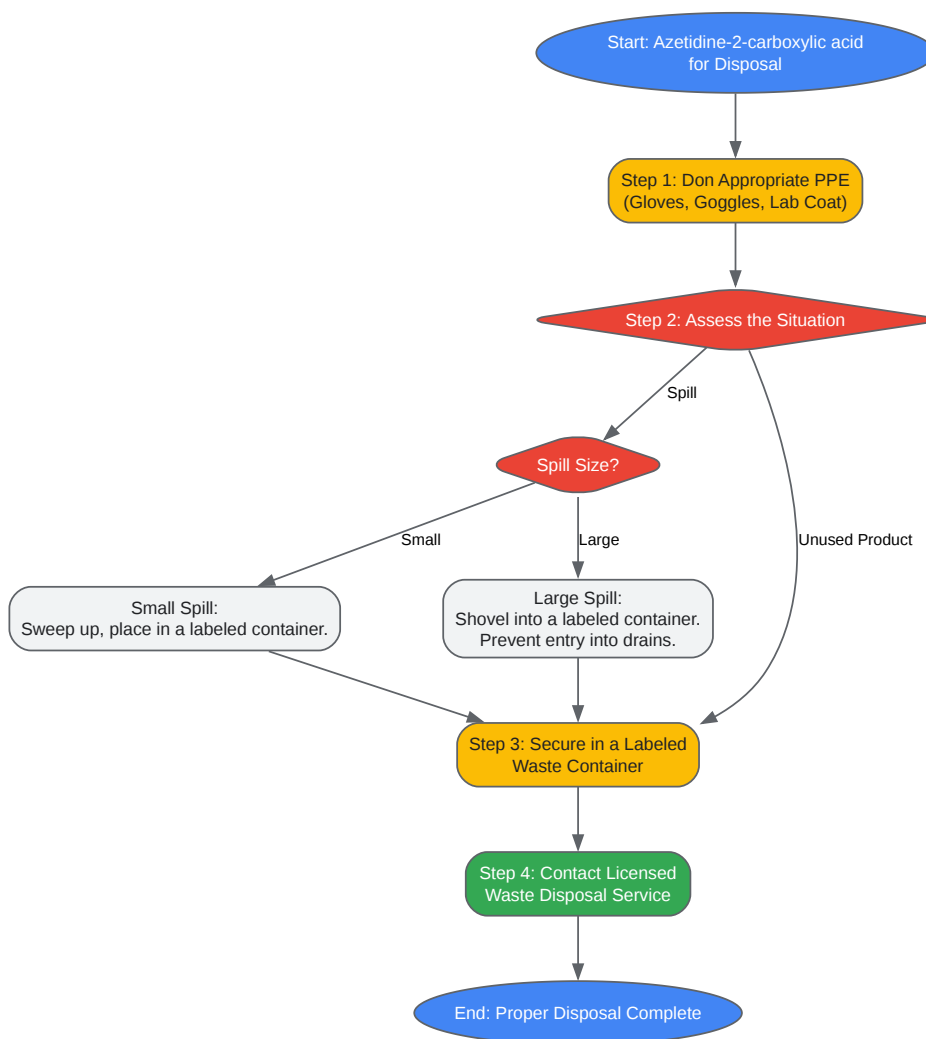 Start: Azetidine-2-carboxylic acid
for Disposal
Step 1: Don Appropriate PPE
(Gloves, Goggles, Lab Coat)
Step 2: Assess the Situation
Spill
Spill Size?
Small
Large
Unused Product
Small Spill:
Sweep up, place in a labeled container.
Large Spill:
Shovel into a labeled container.
Prevent entry into drains.
Step 3: Secure in a Labeled
Waste Container
Step 4: Contact Licensed
Waste Disposal Service
End: Proper Disposal Complete